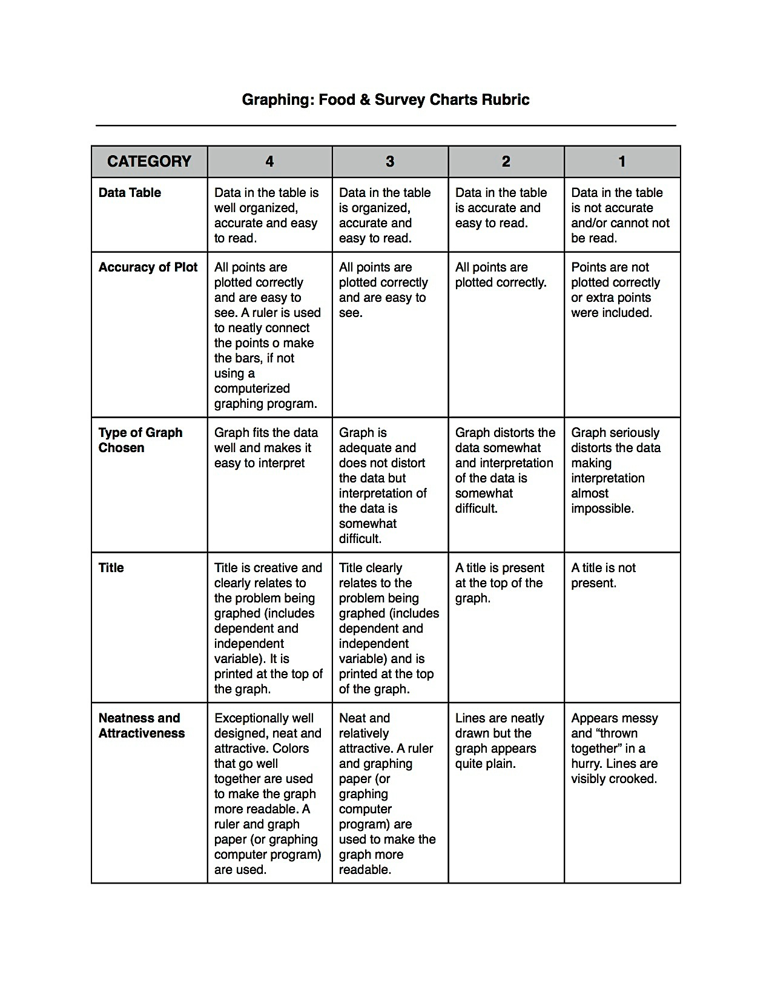 Graphing: Food & Survey Charts Rubric
CATEGORY
4
3
2
1
Data Table
Data in the table is
well organized,
accurate and easy
to read.
Data in the table
is organized,
accurate and
easy to read.
Data in the table
is accurate and
easy to read.
Data in the table
is not accurate
and/or cannot not
be read.
Accuracy of Plot
All points are
plotted correctly
and are easy to
see. A ruler is used
to neatly connect
the points o make
the bars, if not
using a
computerized
graphing program.
All points are
plotted correctly
and are easy to
see.
All points are
plotted correctly.
Points are not
plotted correctly
or extra points
were included.
Type of Graph
Chosen
Graph fits the data
well and makes it
easy to interpret
Graph is
adequate and
does not distort
the data but
interpretation of
the data is
somewhat
difficult.
Graph distorts the
data somewhat
and interpretation
of the data is
somewhat
difficult.
Graph seriously
distorts the data
making
interpretation
almost
impossible.
Title
Title is creative and
clearly relates to
the problem being
graphed (includes
dependent and
independent
variable). It is
printed at the top of
the graph.
Title clearly
relates to the
problem being
graphed (includes
dependent and
independent
variable) and is
printed at the top
of the graph.
A title is present
at the top of the
graph.
A title is not
present.
Neatness and
Attractiveness
Exceptionally well
designed, neat and
attractive. Colors
that go well
together are used
to make the graph
more readable. A
ruler and graph
paper (or graphing
computer program)
are used.
Neat and
relatively
attractive. A ruler
and graphing
paper (or
graphing
computer
program) are
used to make the
graph more
readable.
Lines are neatly
drawn but the
graph appears
quite plain.
Appears messy
and “thrown
together” in a
hurry. Lines are
visibly crooked.